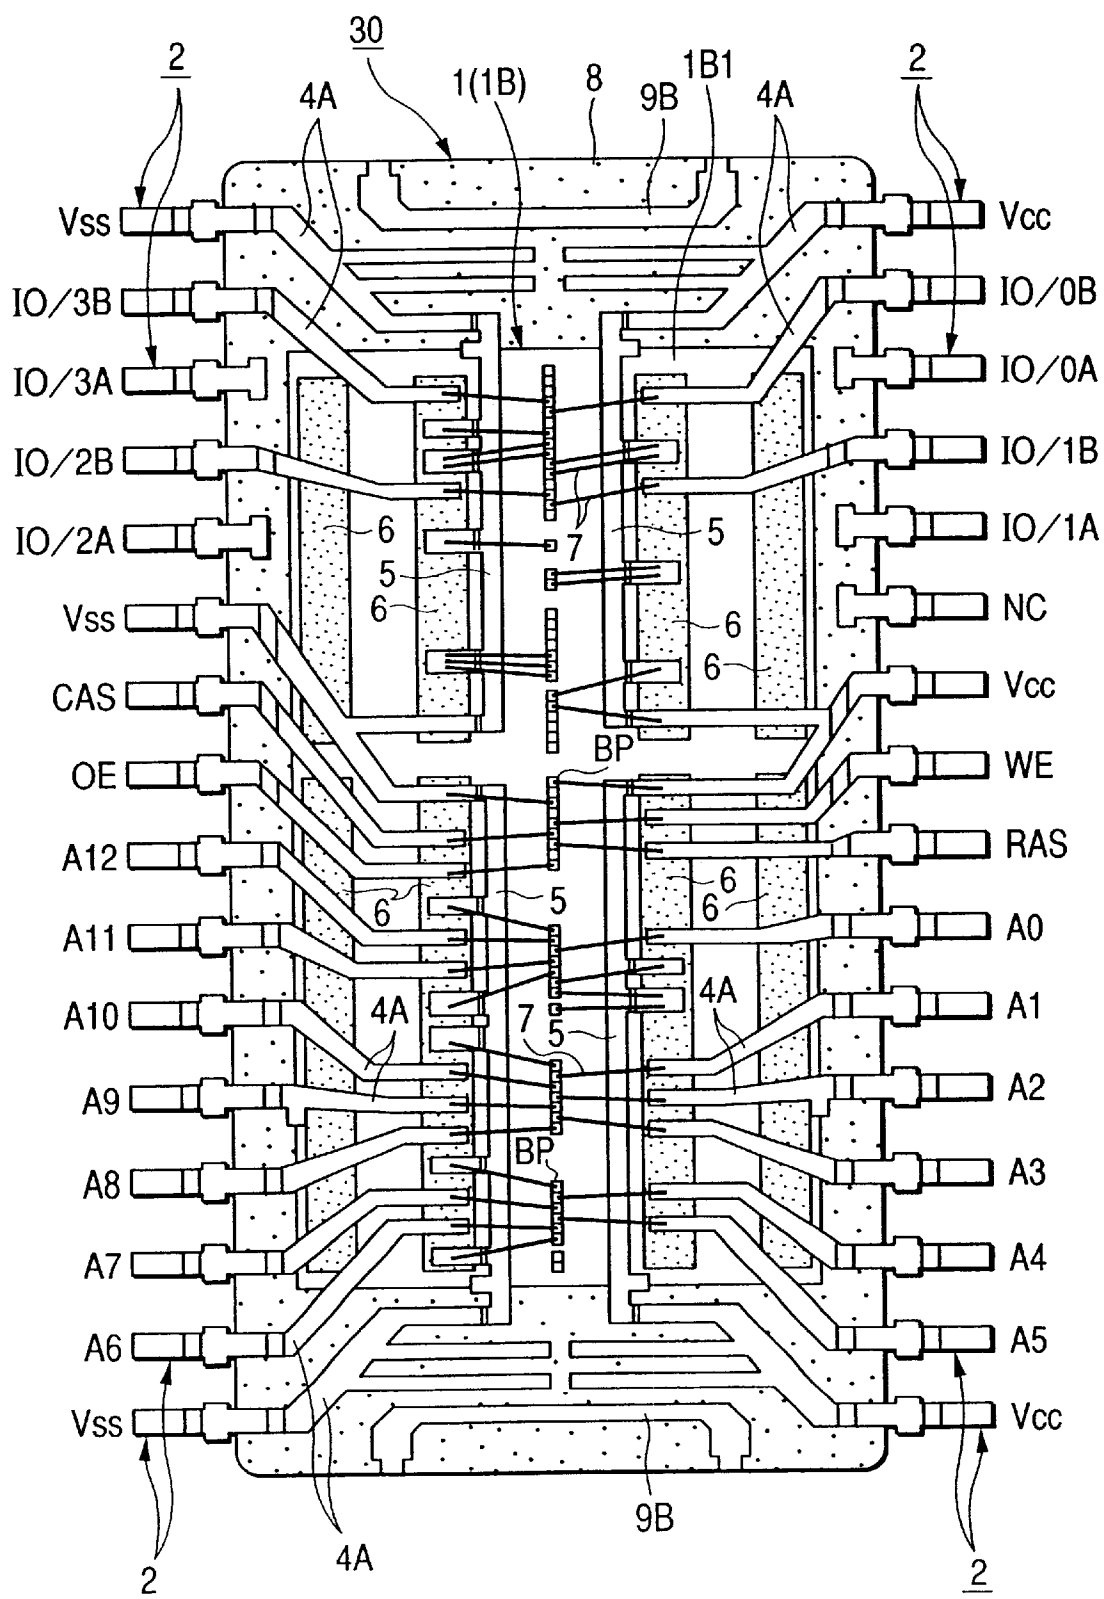 30
2
1(1B)
8
1B1
2
4A
9B
4A
Vss
Vcc
IO/3B
IO/0B
IO/3A
IO/0A
IO/2B
IO/1B
6
7
5
IO/2A
IO/1A
5
6
6
Vss
NC
6
CAS
Vcc
BP
OE
WE
A12
RAS
6
5
6
6
A11
A0
A10
4A
7
5
4A
A1
A9
A2
BP
A8
A3
A7
A4
A6
A5
Vss
Vcc
9B
4A
2
2